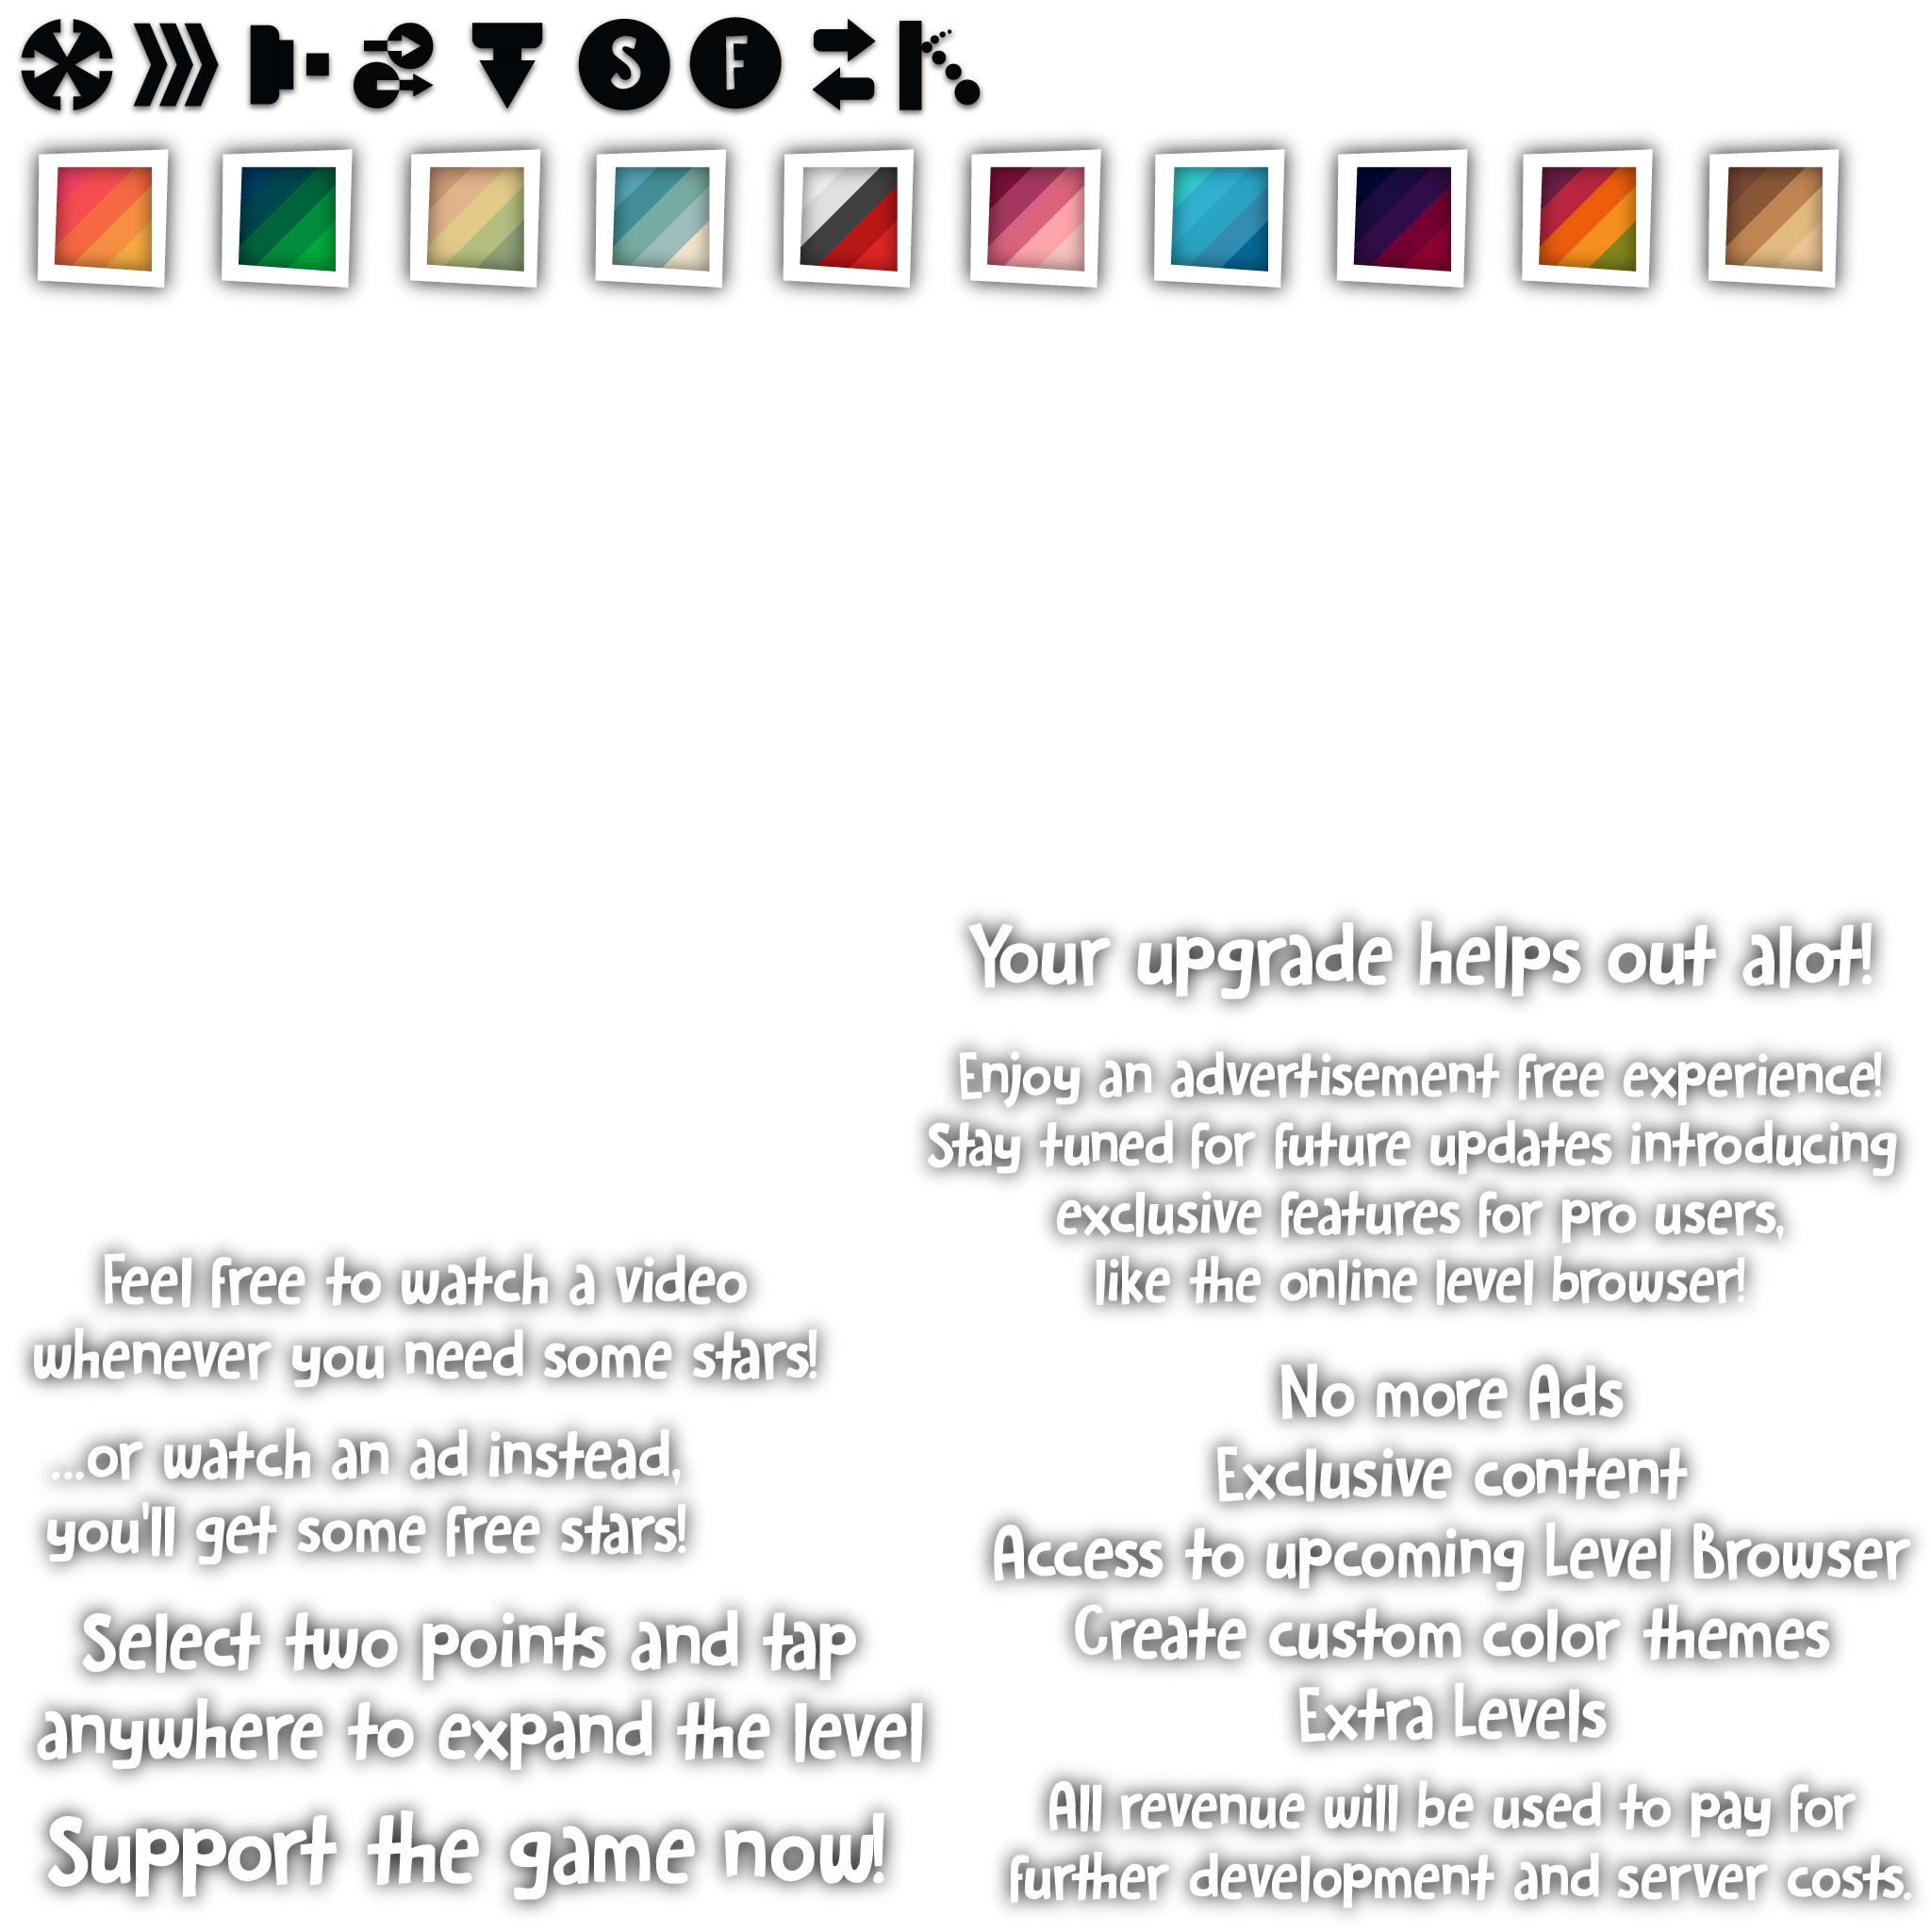 S F
Your upgrade helps out alot!
Enjoy an advertisement free experience!
Stay tuned for future updates introducing
exclusive features for pro users,
like the online level browser!
Feel free to watch a video
whenever you need some stars!
...or watch an ad instead,
you'll get some free stars!
Select two points and tap
anywhere to expand the level
Support the game now!
No more Ads
Exclusive content
Access to upcoming Level Browser
Create custom color themes
Extra Levels
All revenue will be used to pay for
further development and server costs.